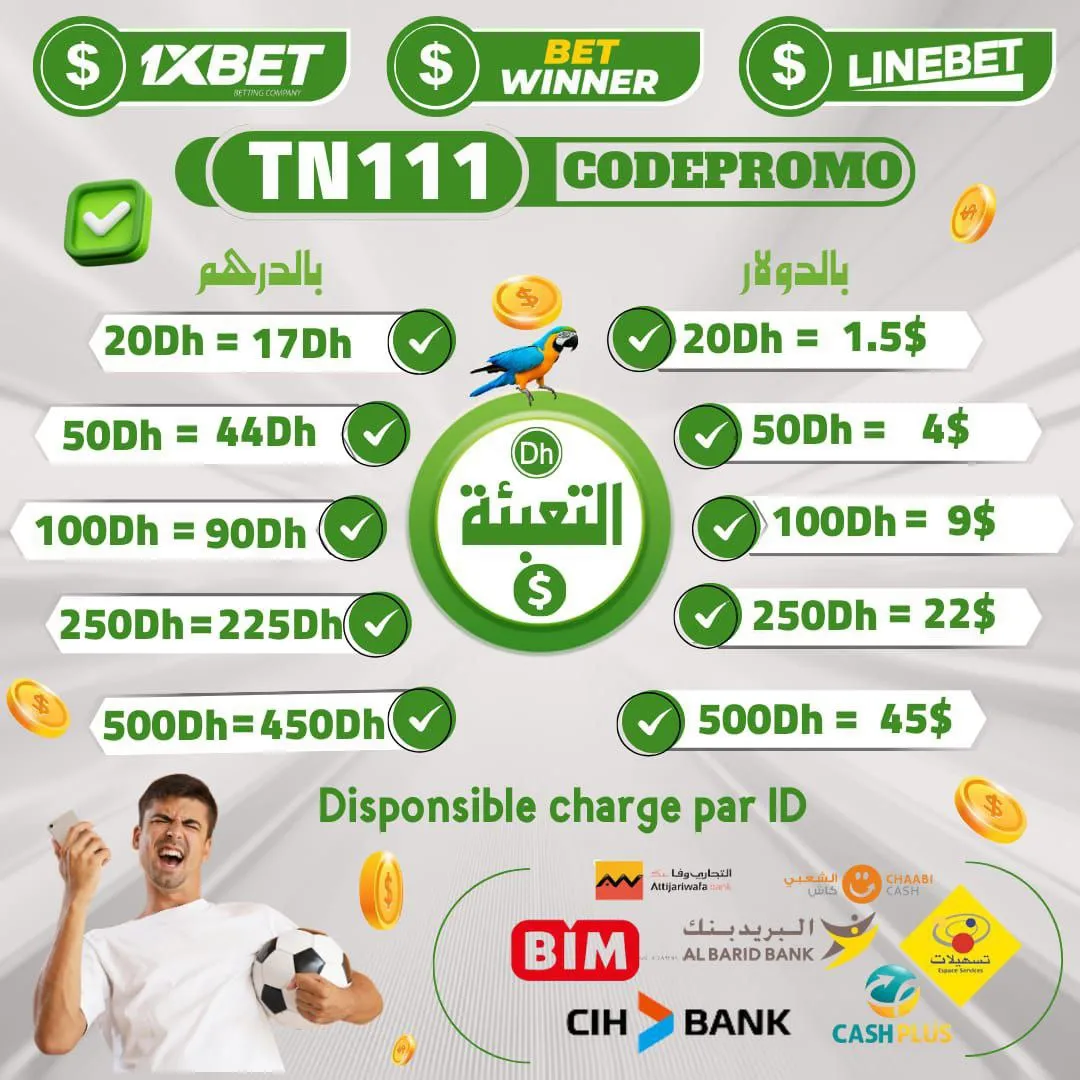 $ 1XBET
BETTING COMPANY
$ BET
WINNER
$ LINEBET
TN111 CODEPROMO
بالدرهم
بالدولار
20Dh = 17Dh
20Dh = 1.5$
50Dh = 44Dh
50Dh = 4$
100Dh = 90Dh
100Dh = 9$
250Dh = 225Dh
250Dh = 22$
500Dh = 450Dh
500Dh = 45$
Dh
التعبئة
$
Disponsible charge par ID
التجاري وفا بنك
Attijariwafa bank
الشعبي
كاش
CHAABI
CASH
BIM
البريد بنك
AL BARID BANK
تسهيلات
Espace Services
CIH BANK
CASH PLUS